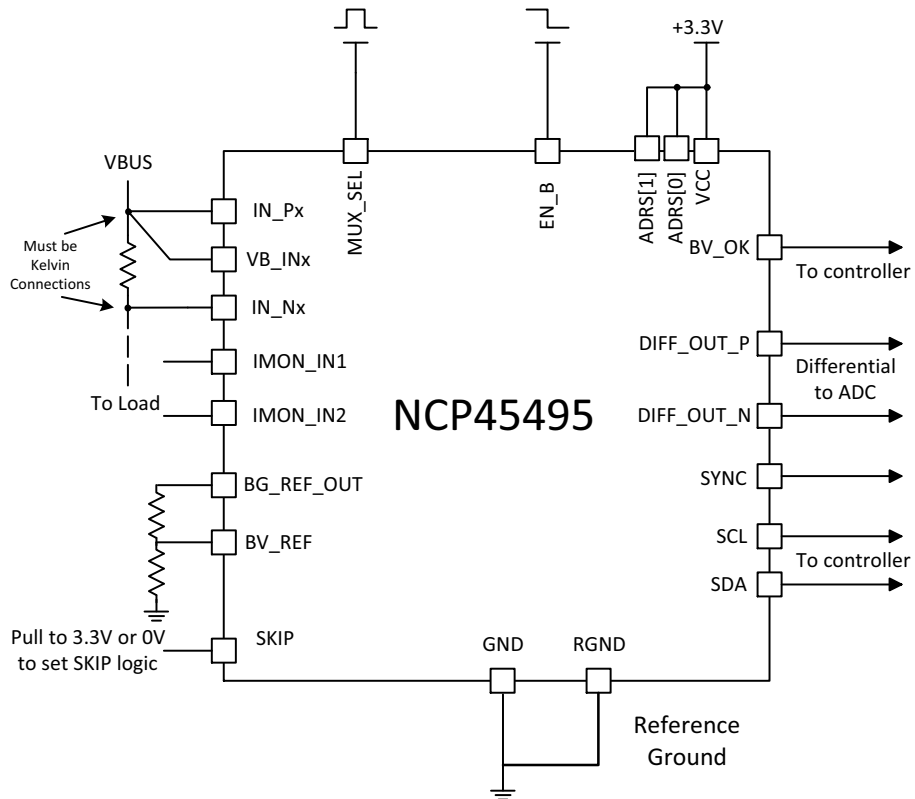 +3.3V
VBUS
MUX_SEL
EN_B
ADRS[1]
ADRS[0]
VCC
IN_Px
Must be
Kelvin
Connections
VB_INx
IN_Nx
BV_OK
To controller
DIFF_OUT_P
Differential
to ADC
IMON_IN1
To Load
IMON_IN2
NCP45495
DIFF_OUT_N
BG_REF_OUT
SYNC
BV_REF
SCL
To controller
SDA
Pull to 3.3V or 0V
to set SKIP logic
SKIP
GND
RGND
Reference
Ground